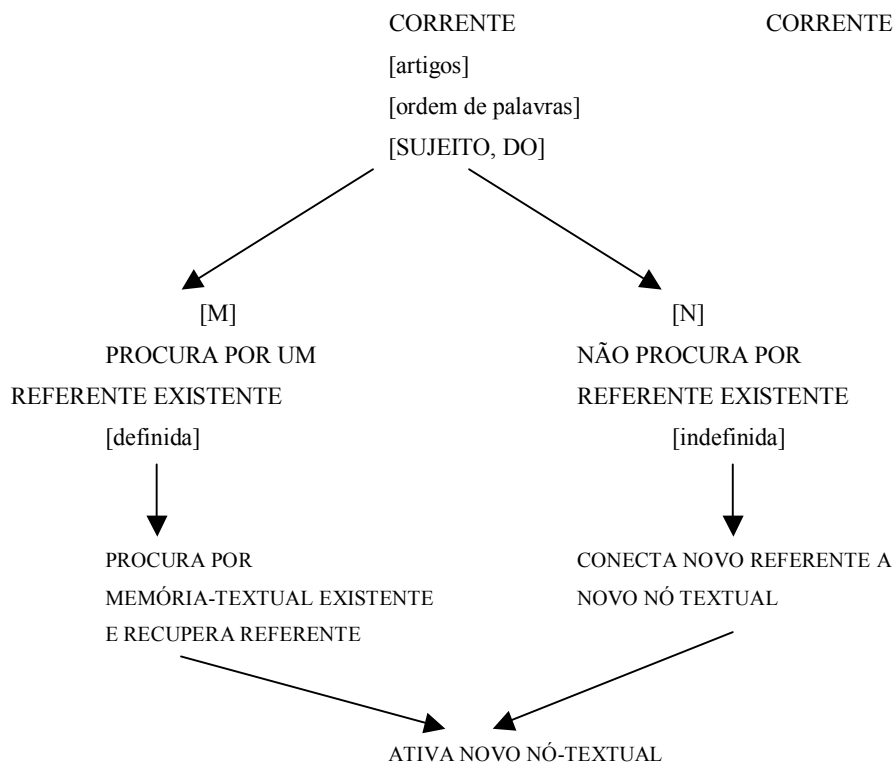 CORRENTE CORRENTE
[artigos]
[ordem de palavras]
[SUJEITO, DO]
[M]
PROCURA POR UM
REFERENTE EXISTENTE
[definida]
[N]
NÃO PROCURA POR
REFERENTE EXISTENTE
[indefinida]
PROCURA POR
MEMÓRIA-TEXTUAL EXISTENTE
E RECUPERA REFERENTE
CONECTA NOVO REFERENTE A
NOVO NÓ TEXTUAL
ATIVA NOVO NÓ-TEXTUAL